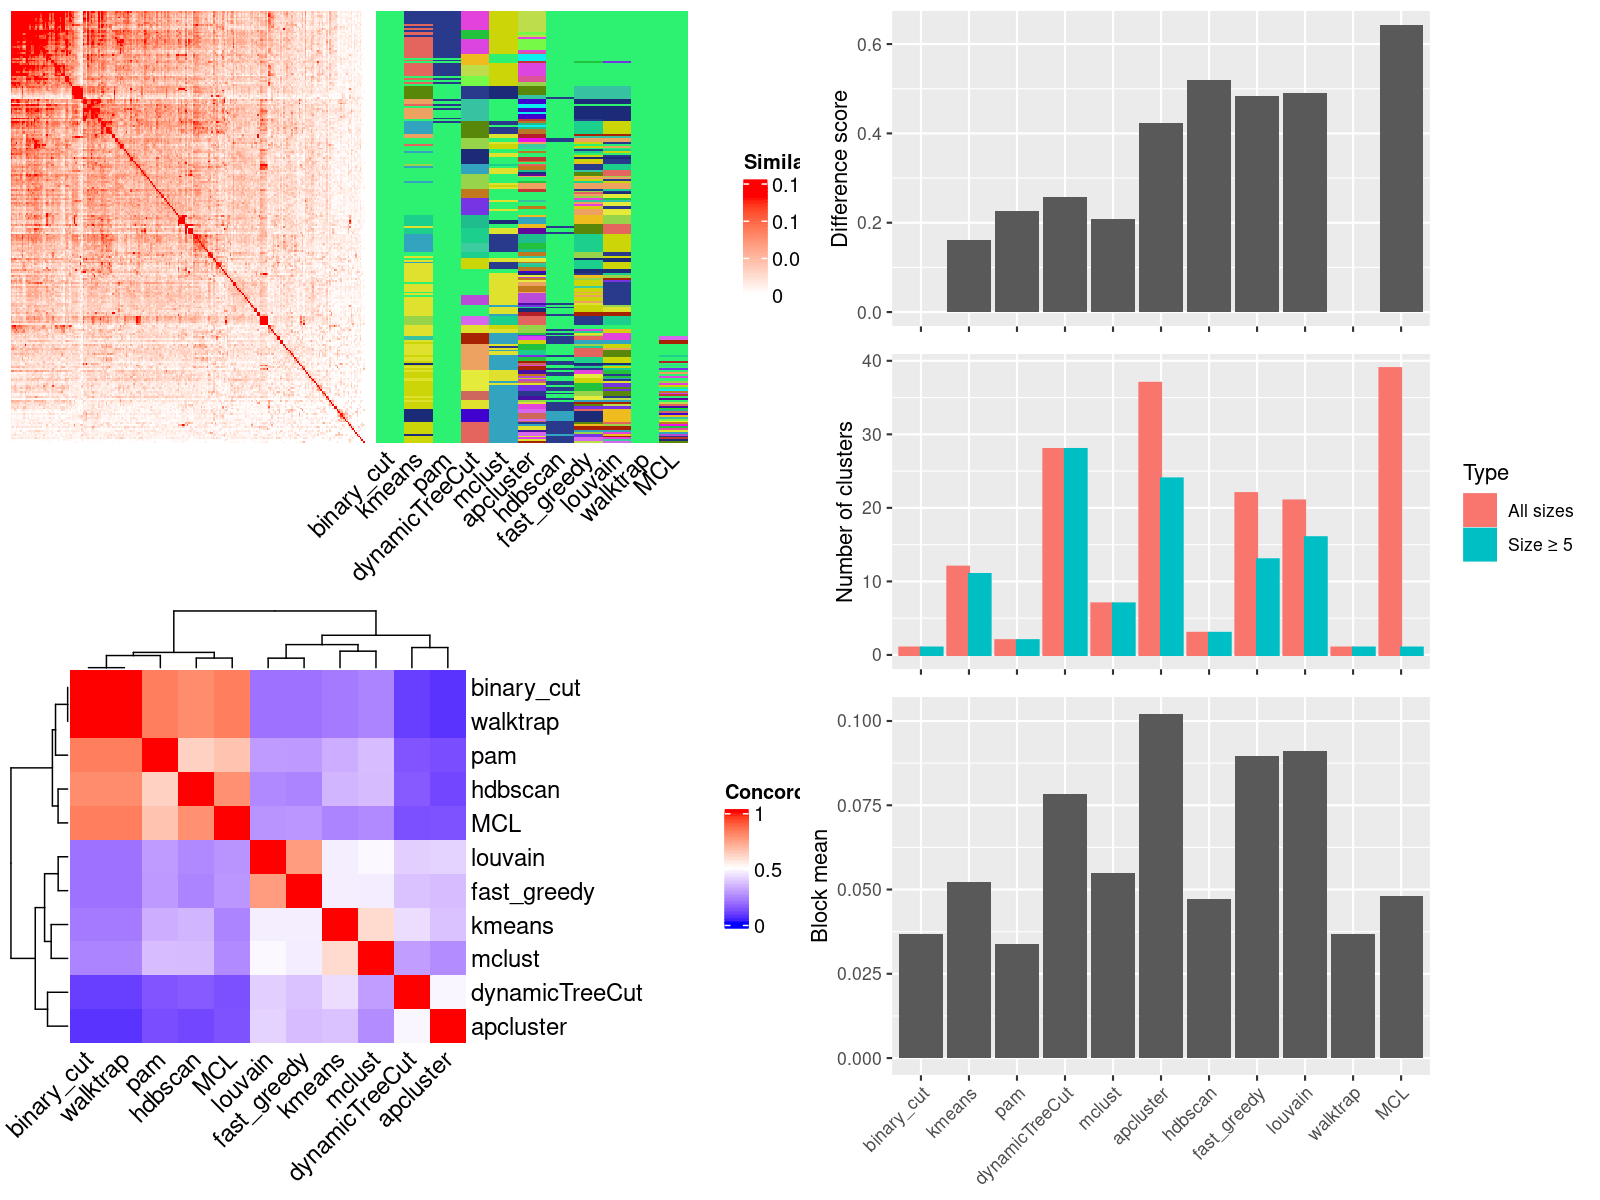 Simila
0.1
0.1
0.0
0
binary_cut
kmeans
pam
dynamicTreeCut
mclust
apcluster
hdbscan
fast_greedy
louvain
walktrap
MCL
binary_cut
walktrap
pam
hdbscan
MCL
louvain
fast_greedy
kmeans
mclust
dynamicTreeCut
apcluster
Concord
1
0.5
0
binary_cut
walktrap
pam
hdbscan
MCL
louvain
fast_greedy
kmeans
mclust
dynamicTreeCut
apcluster
Difference score
0.6
0.4
0.2
0.0
Number of clusters
40
30
20
10
0
Type
All sizes
Size ≥ 5
Block mean
0.100
0.075
0.050
0.025
0.000
binary_cut
kmeans
pam
dynamicTreeCut
mclust
apcluster
hdbscan
fast_greedy
louvain
walktrap
MCL